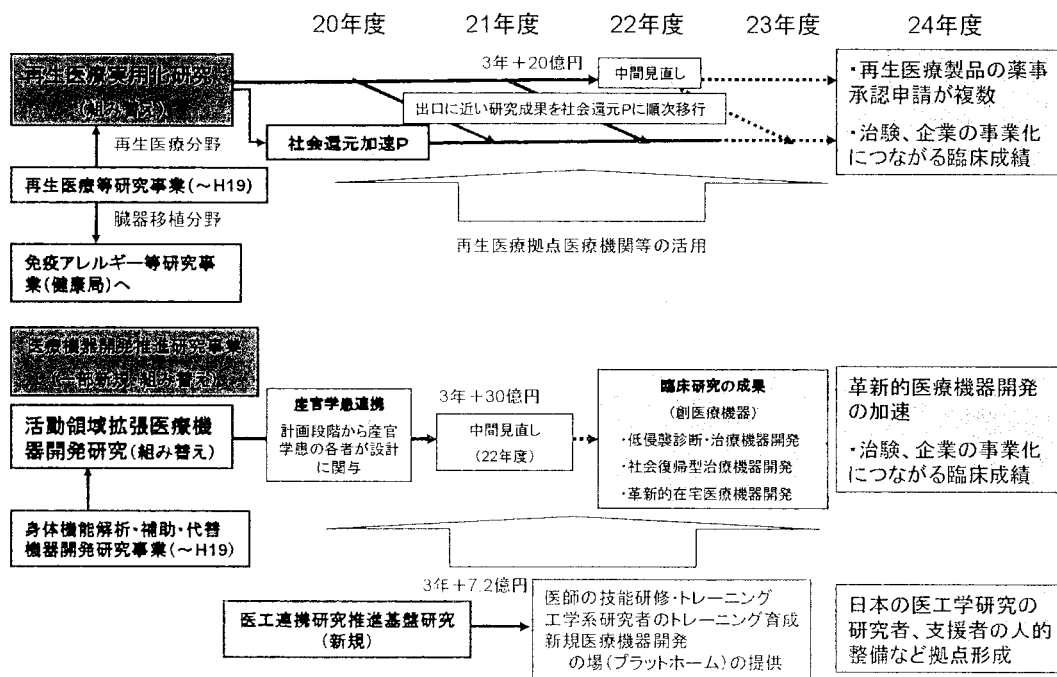 20年度 21年度 22年度 23年度 24年度
再生医療実用化研究
(組み替え)
3年+20億円
中間見直し
出口に近い研究成果を社会還元Pに順次移行
社会還元加速P
再生医療分野
再生医療等研究事業(~H19)
臓器移植分野
免疫アレルギー等研究事
業(健康局)へ
再生医療拠点医療機関等の活用
・再生医療製品の薬事
承認申請が複数
・治験、企業の事業化
につながる臨床成績
医療機器開発推進研究事業
(一部新規・組み替え)
活動領域拡張医療機
器開発研究(組み替え)
身体機能解析・補助・代替
機器開発研究事業(~H19)
産官学患連携
計画段階から産官
学患の各者が設計
に関与
3年+30億円
中間見直し
(22年度)
臨床研究の成果
(創医療機器)
・低侵襲診断・治療機器開発
・社会復帰型治療機器開発
・革新的在宅医療機器開発
革新的医療機器開発
の加速
・治験、企業の事業化
につながる臨床成績
3年+7.2億円
医工連携研究推進基盤研究
(新規)
医師の技能研修・トレーニング
工学系研究者のトレーニング育成
新規医療機器開発
の場(プラットホーム)の提供
日本の医工学研究の
研究者、支援者の人的
整備など拠点形成